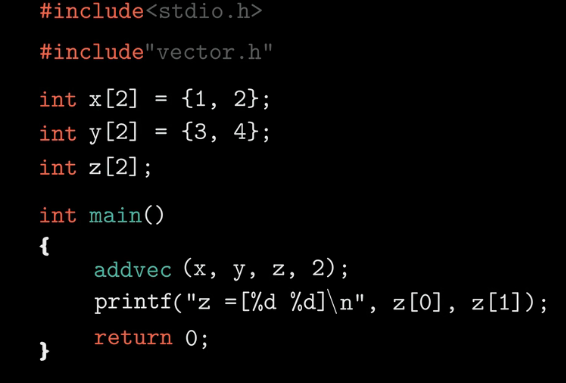 #include<stdio.h>
#include"vector.h"
int x[2] = {1, 2};
int y[2] = {3, 4};
int z[2];
int main()
{
addvec (x, y, z, 2);
printf("z =[%d %d]\n", z[0], z[1]);
return 0;
}